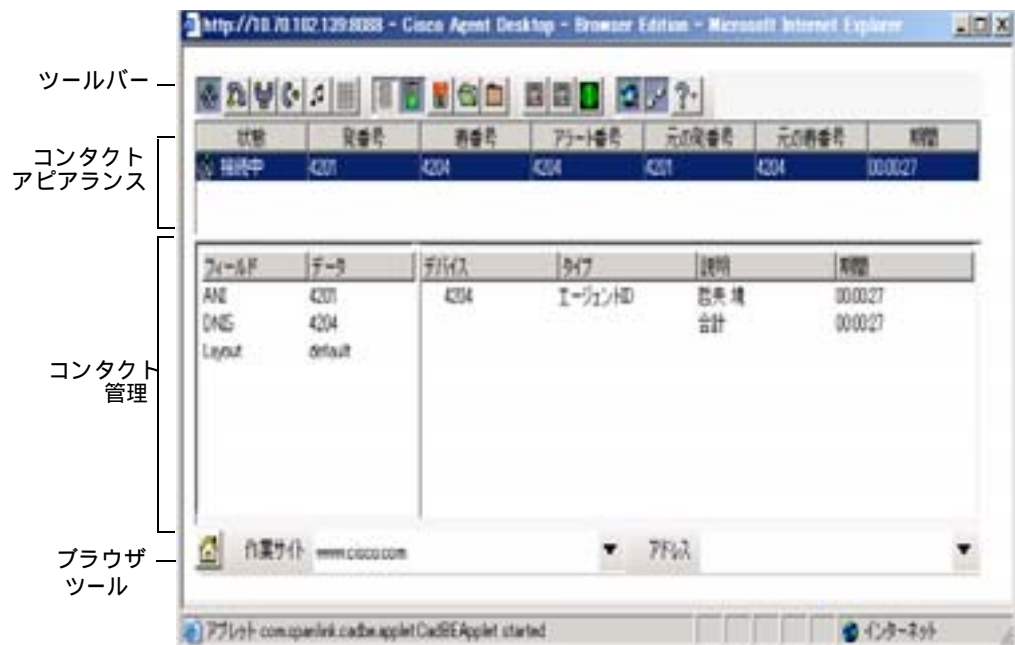 http://10.70.102.139:8088 - Cisco Agent Desktop - Browser Edition - Microsoft Internet Explorer
ツールバー
状態 発番号 着番号 アラート番号 元の発番号 元の着番号 期間
コンタクト
アピアランス
接続中 4201 4204 4204 4201 4204 00:00:27
フィールド データ デバイス タイプ 説明 期間
ANI 4201 4204 エージェントID 哲央 境 00:00:27
DNIS 4204 合計 00:00:27
Layout default
コンタクト
管理
ブラウザ
ツール
作業サイト www.cisco.com アドレス
アプレット com.spanlink.cadbe.applet.CadBEApplet started インターネット